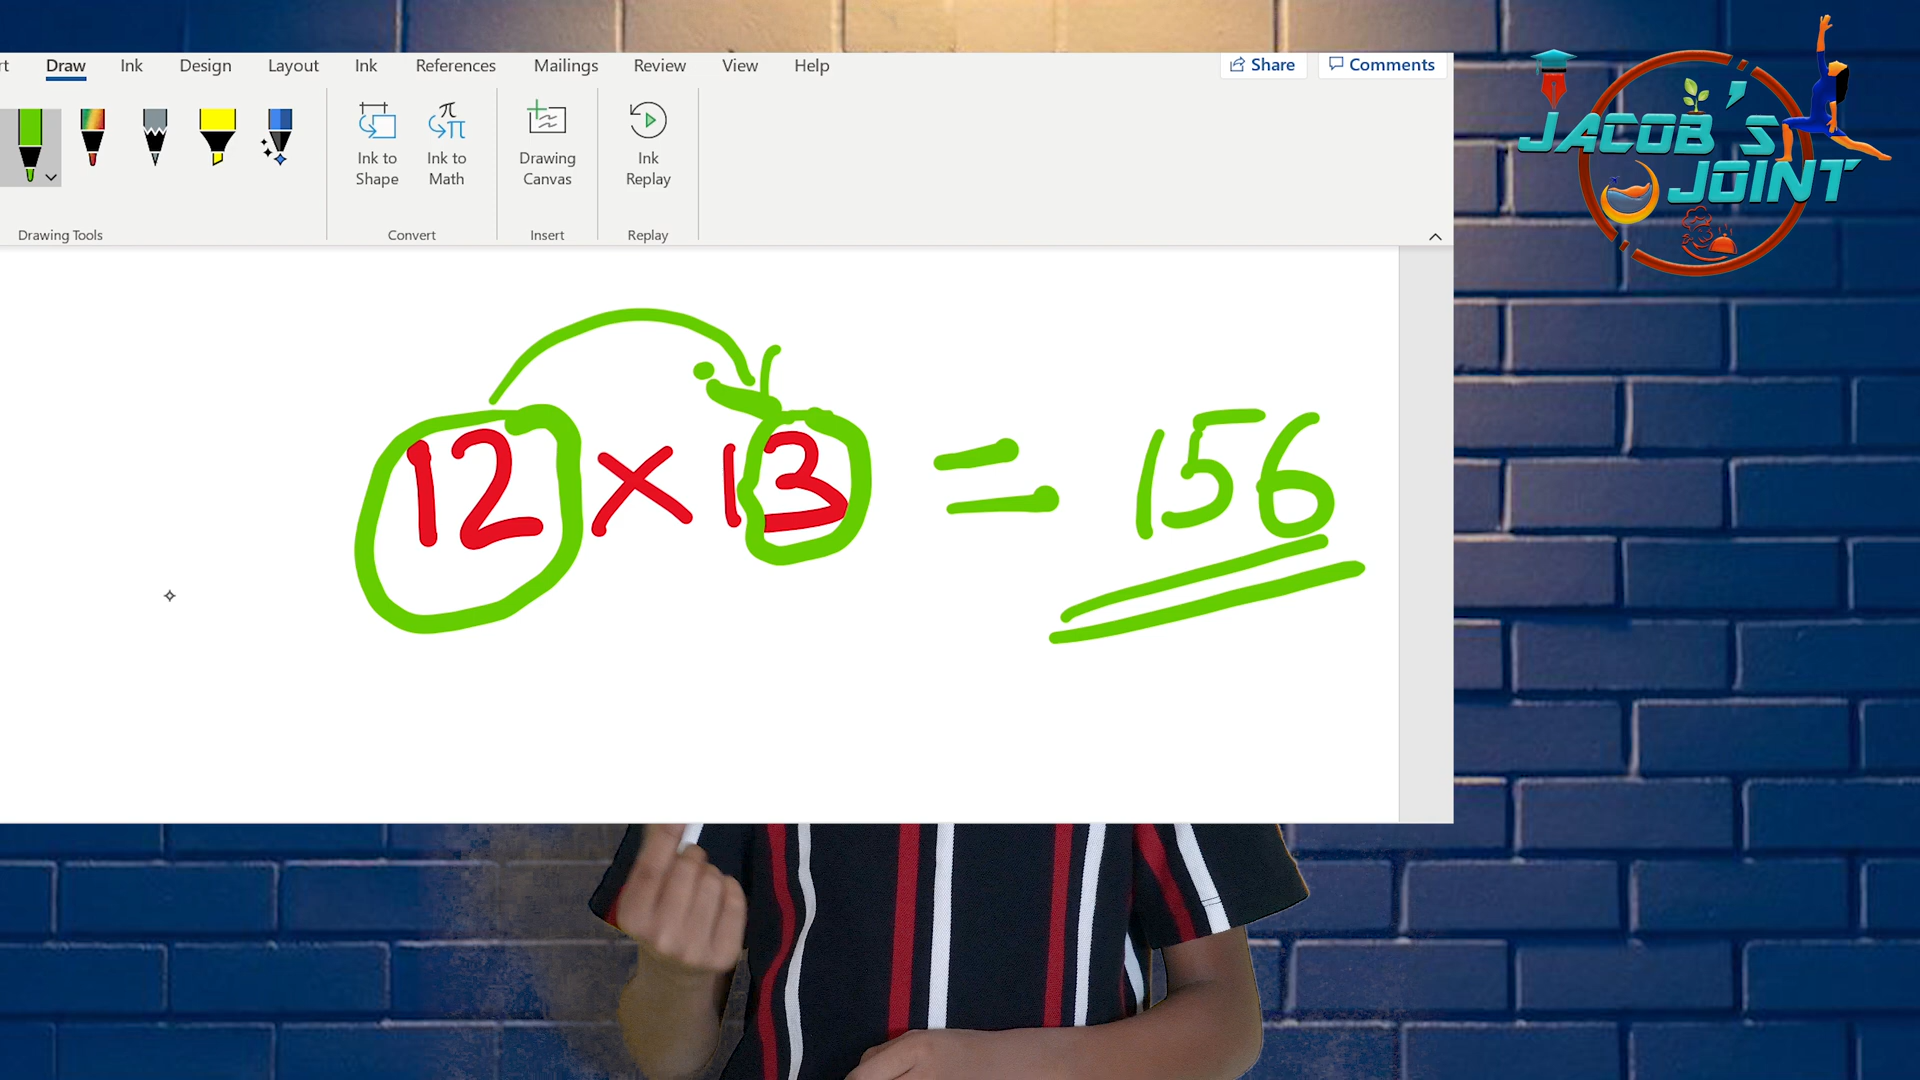 Draw Ink Design Layout Ink References Mailings Review View Help Share Comments
Ink to Shape
Ink to Math
Drawing Canvas
Ink Replay
Drawing Tools Convert Insert Replay
12 × 13 = 156
JACOB'S
JOINT